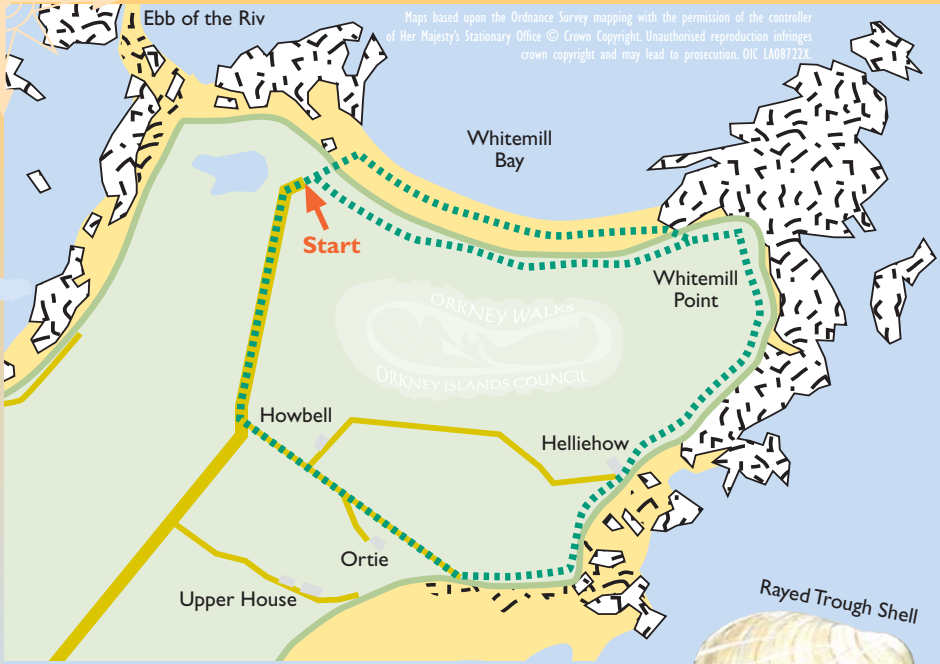 Ebb of the Riv
Maps based upon the Ordnance Survey mapping with the permission of the controller
of Her Majesty's Stationary Office © Crown Copyright. Unauthorised reproduction infringes
crown copyright and may lead to prosecution. OIC LA08722X.
Whitemill
Bay
Start
Whitemill
Point
ORKNEY WALKS
ORKNEY ISLANDS COUNCIL
Howbell
Helliehow
Ortie
Upper House
Rayed Trough Shell